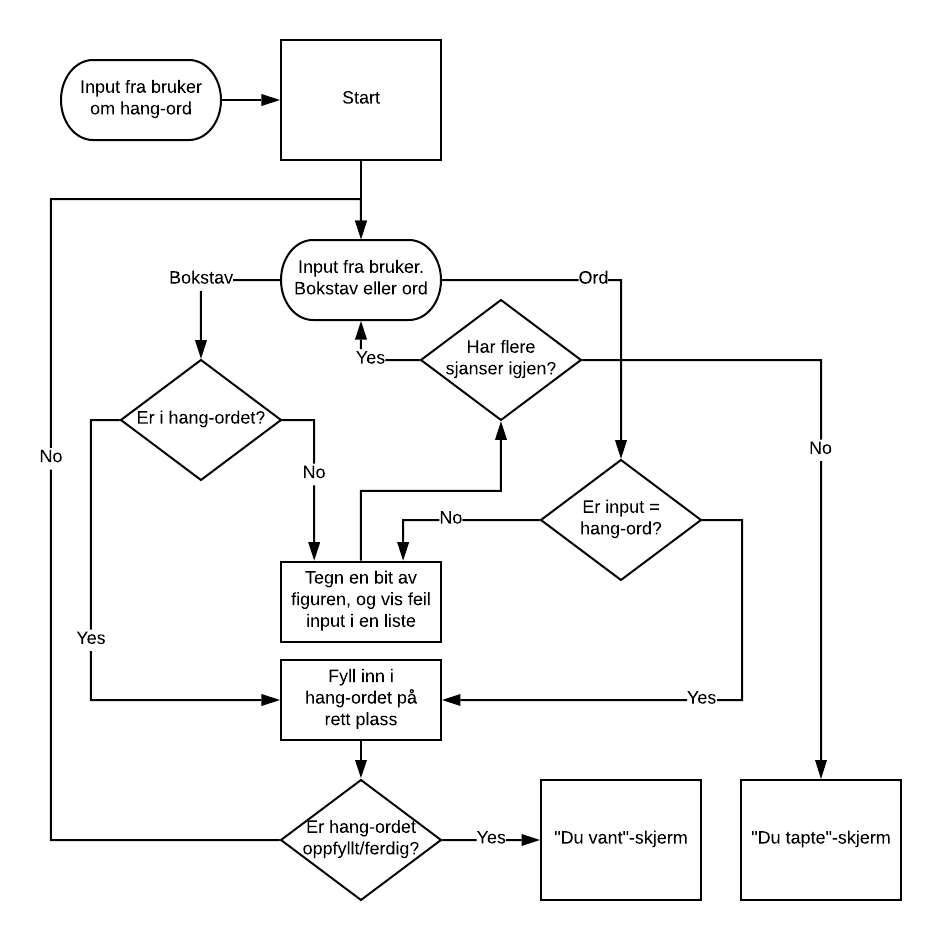 Input fra bruker
om hang-ord
Start
Input fra bruker.
Bokstav eller ord
Bokstav
Ord
Har flere
sjanser igjen?
Yes
Er i hang-ordet?
No
No
No
Er input =
hang-ord?
No
Tegn en bit av
figuren, og vis feil
input i en liste
Yes
Fyll inn i
hang-ordet på
rett plass
Yes
Er hang-ordet
oppfyllt/ferdig?
Yes
"Du vant"-skjerm
"Du tapte"-skjerm